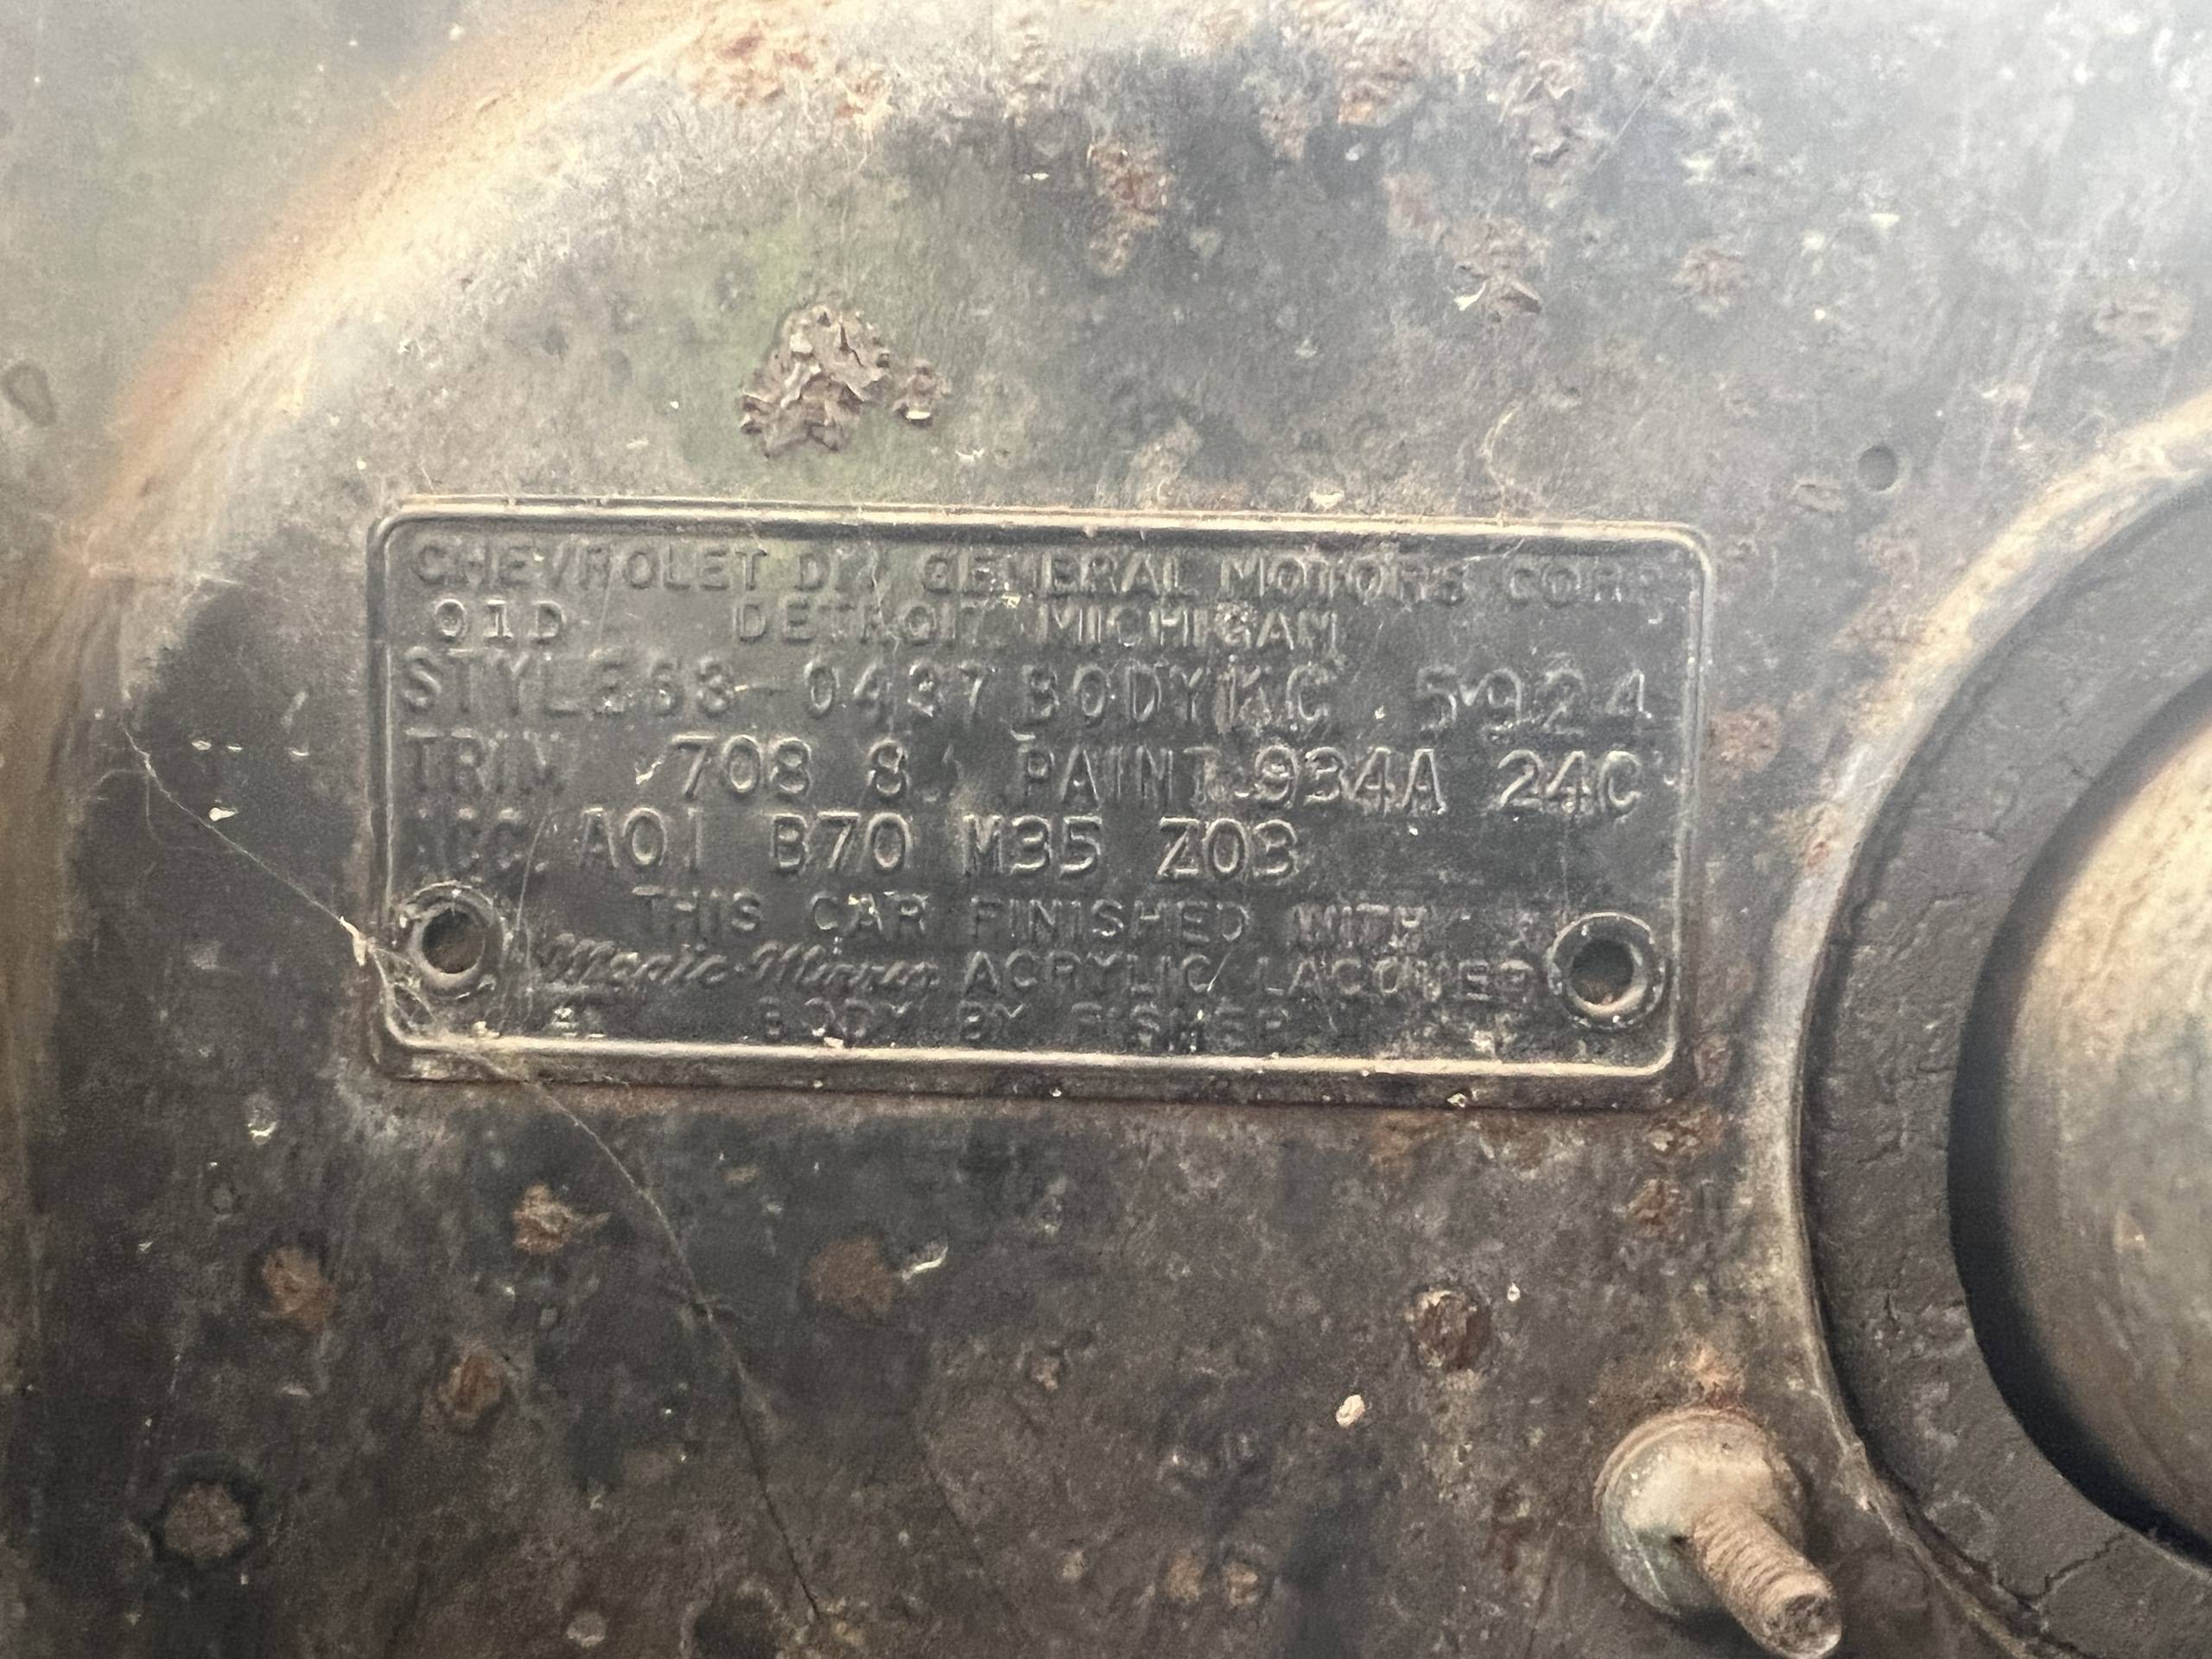 CHEVROLET DIV GENERAL MOTORS CORP.
01D DETROIT, MICHIGAN
STYLE 63-0437 BODY KC 5924
TRIM 708 8 PAINT 934A 24C
ACC. A01 B70 M35 Z03
THIS CAR FINISHED WITH
Magic-Mirror ACRYLIC LACQUER
BODY BY FISHER